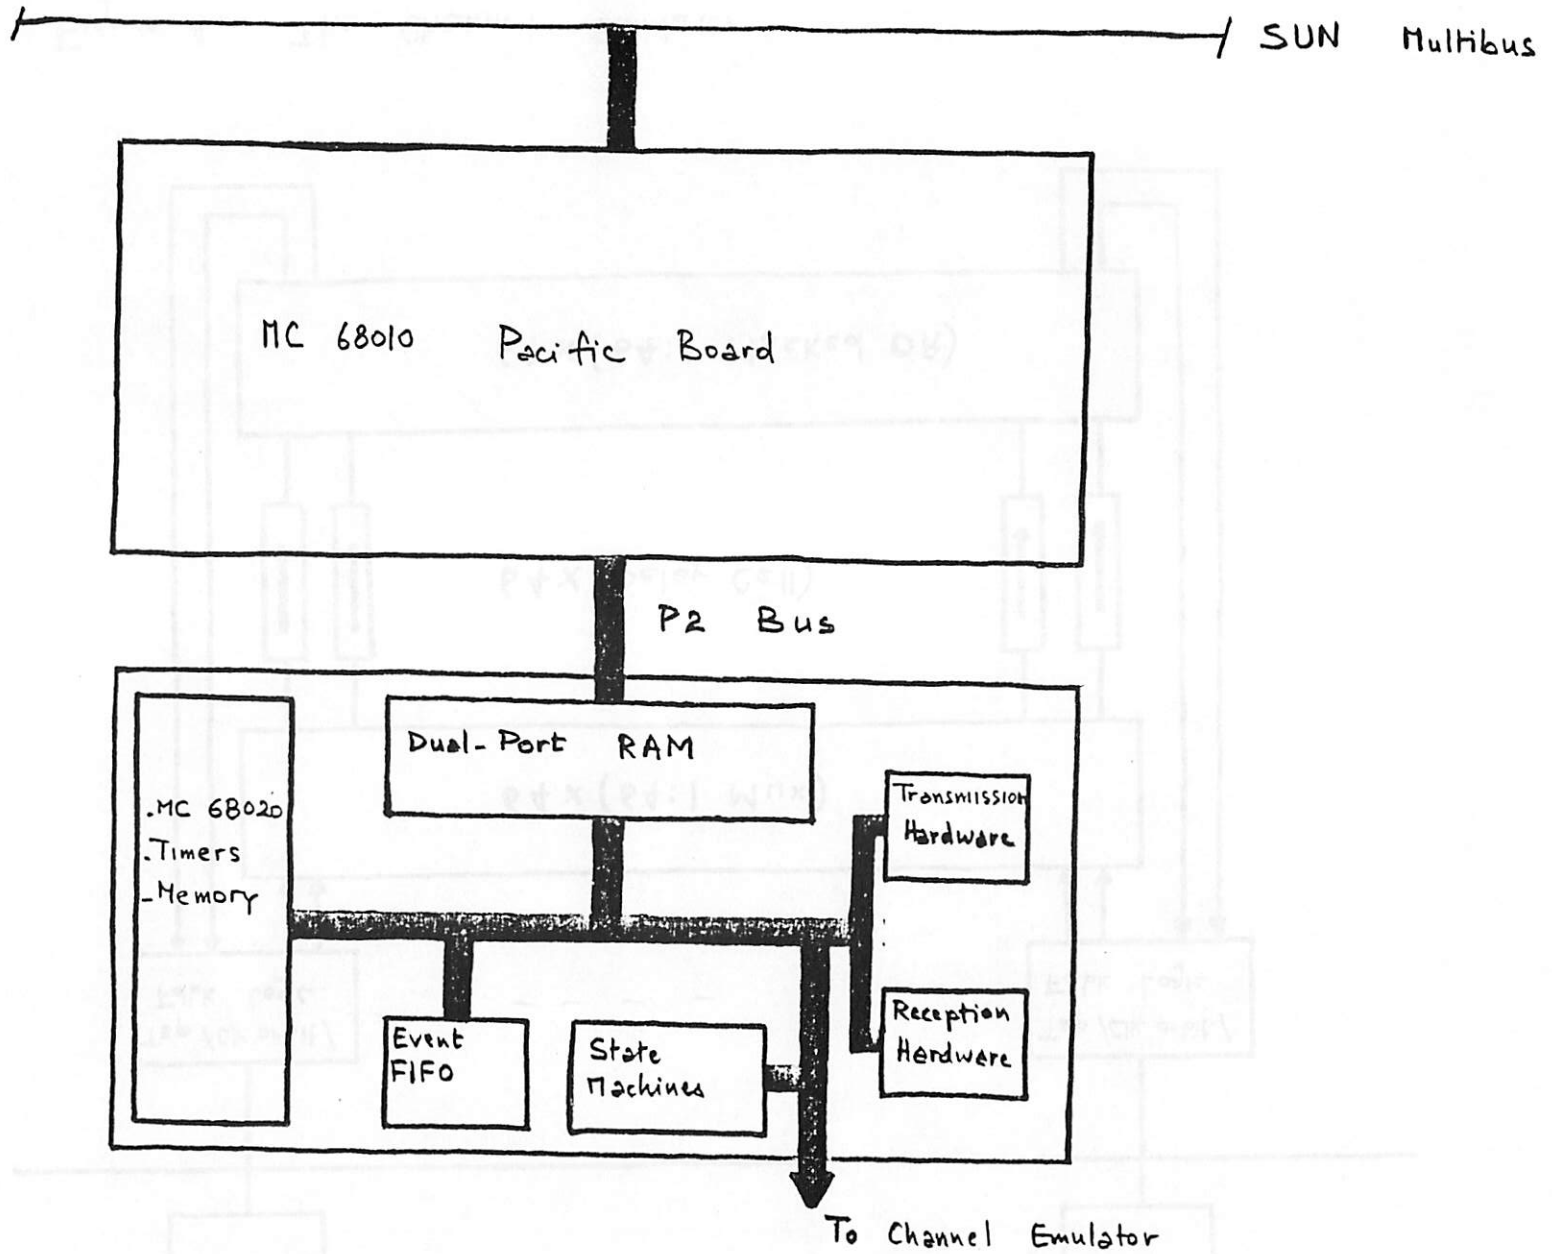 SUN Multibus
MC 68010 Pacific Board
P2 Bus
Dual-Port RAM
.MC 68020
.Timers
-Memory
Transmission
Hardware
Event
FIFO
State
Machines
Reception
Hardware
To Channel Emulator